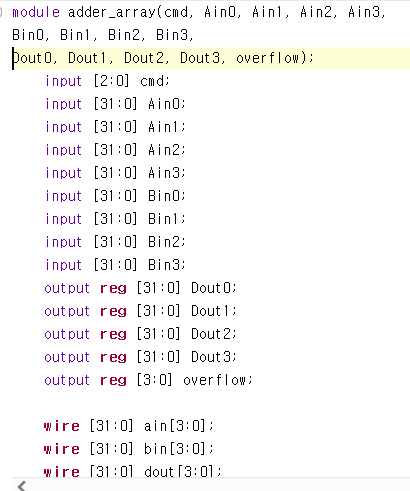 module adder_array(cmd, Ain0, Ain1, Ain2, Ain3,
Bin0, Bin1, Bin2, Bin3,
Dout0, Dout1, Dout2, Dout3, overflow);
input [2:0] cmd;
input [31:0] Ain0;
input [31:0] Ain1;
input [31:0] Ain2;
input [31:0] Ain3;
input [31:0] Bin0;
input [31:0] Bin1;
input [31:0] Bin2;
input [31:0] Bin3;
output reg [31:0] Dout0;
output reg [31:0] Dout1;
output reg [31:0] Dout2;
output reg [31:0] Dout3;
output reg [3:0] overflow;
wire [31:0] ain[3:0];
wire [31:0] bin[3:0];
wire [31:0] dout[3:0];